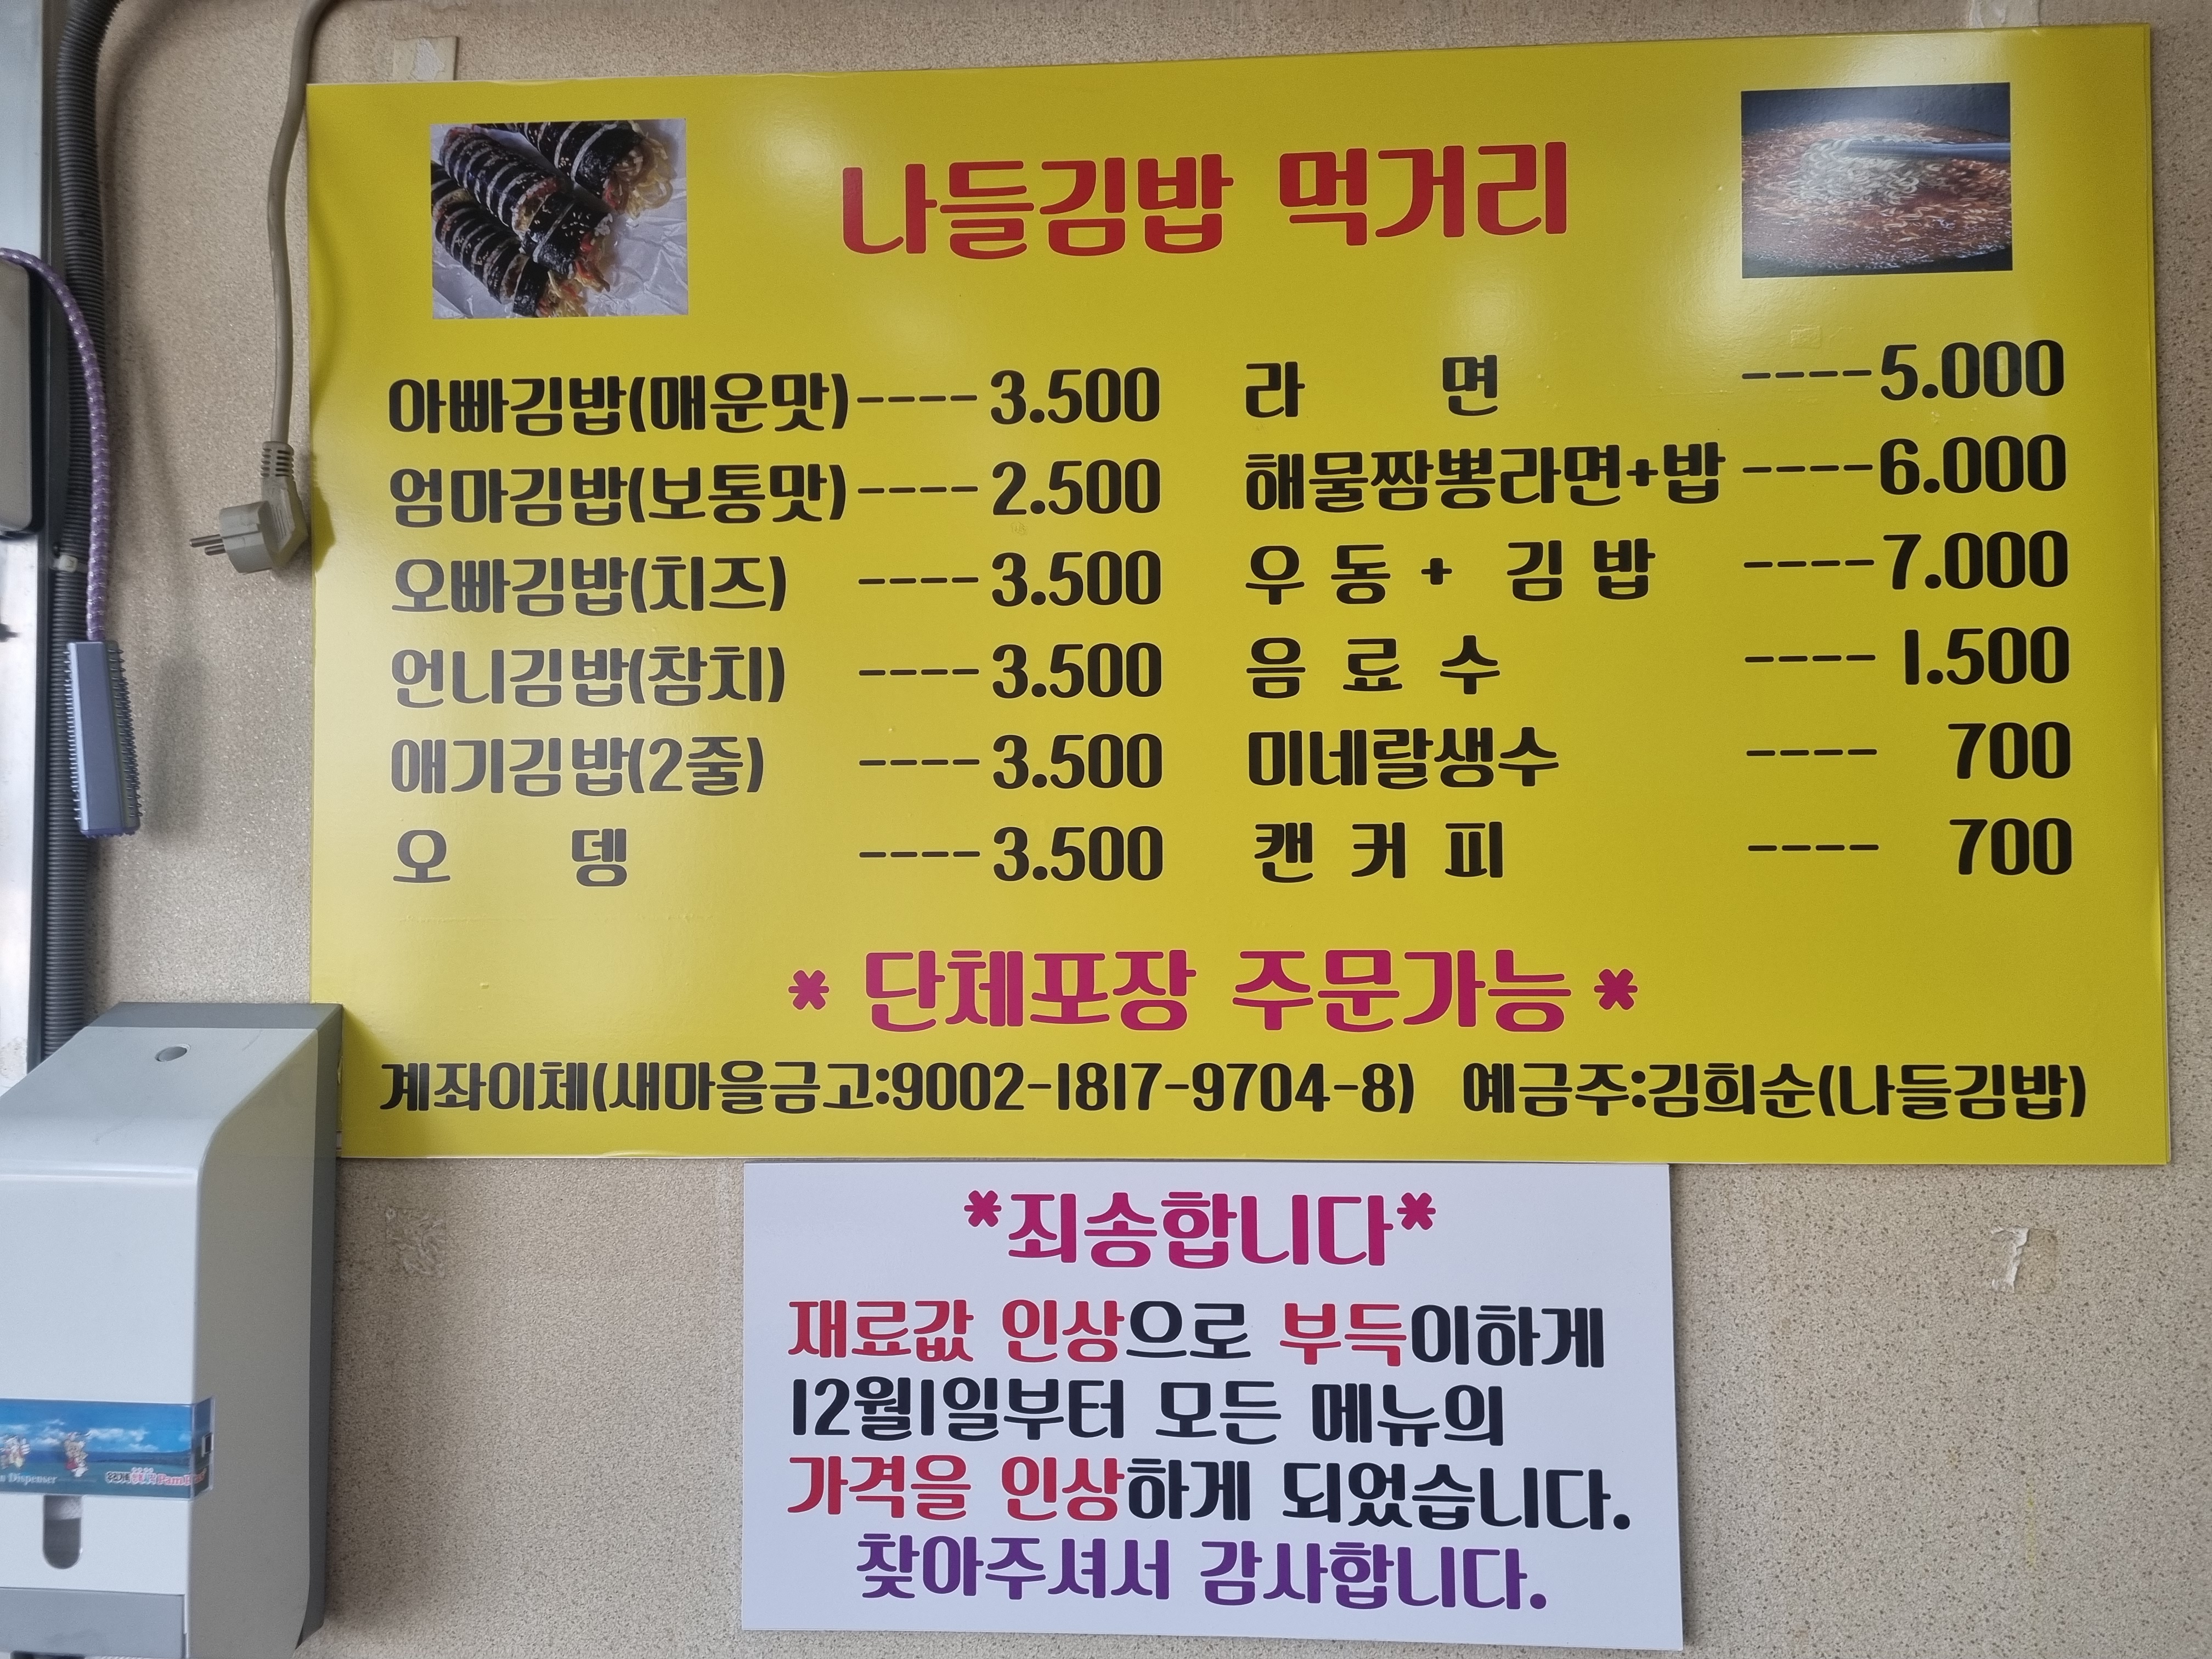 나들김밥 먹거리
아빠김밥(매운맛)----3.500
엄마김밥(보통맛)----2.500
오빠김밥(치즈) ----3.500
언니김밥(참치) ----3.500
애기김밥(2줄) ----3.500
오 뎅 ----3.500
라 면 ----5.000
해물짬뽕라면+밥----6.000
우 동 + 김 밥 ----7.000
음 료 수 ----1.500
미네랄생수 ---- 700
캔 커 피 ---- 700
* 단체포장 주문가능 *
계좌이체(새마을금고:9002-1817-9704-8) 예금주:김희순(나들김밥)
*죄송합니다*
재료값 인상으로 부득이하게
12월1일부터 모든 메뉴의
가격을 인상하게 되었습니다.
찾아주셔서 감사합니다.
Dispenser